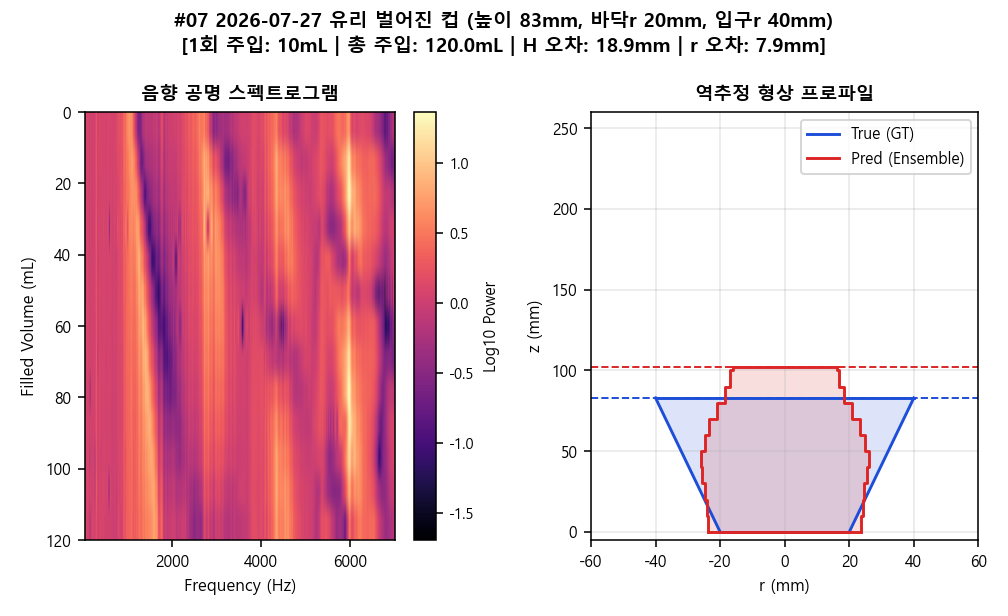 #07 2026-07-27 유리 벌어진 컵 (높이 83mm, 바닥r 20mm, 입구r 40mm)
[1회 주입: 10mL | 총 주입: 120.0mL | H 오차: 18.9mm | r 오차: 7.9mm]
음향 공명 스펙트로그램
0
20
40
60
80
100
120
Filled Volume (mL)
2000
4000
6000
Frequency (Hz)
1.0
0.5
0.0
-0.5
-1.0
-1.5
Log10 Power
역추정 형상 프로파일
True (GT)
Pred (Ensemble)
250
200
150
100
50
0
z (mm)
-60
-40
-20
0
20
40
60
r (mm)